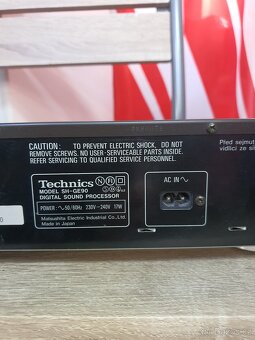 CAUTION: TO PREVENT ELECTRIC SHOCK, DO NOT
REMOVE SCREWS. NO USER-SERVICEABLE PARTS INSIDE.
REFER SERVICING TO QUALIFIED SERVICE PERSONNEL.
Před sejmut
vidlici ze sí
Technics
MODEL SH-GE90
DIGITAL SOUND PROCESSOR
POWER: ~50/60Hz 230V-240V 17W
Matsushita Electric Industrial Co., Ltd.
Made in Japan
AC IN ~